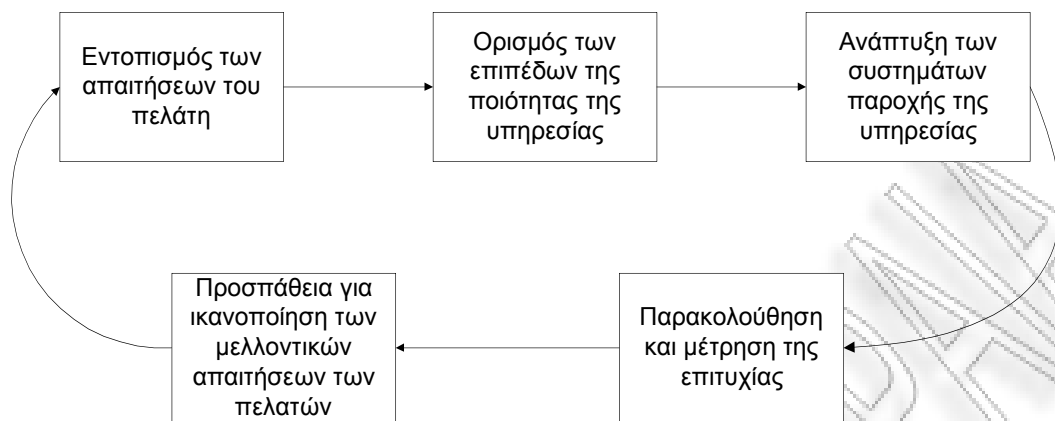 Εντοπισμός των
απαιτήσεων του
πελάτη
Ορισμός των
επιπέδων της
ποιότητας της
υπηρεσίας
Ανάπτυξη των
συστημάτων
παροχής της
υπηρεσίας
Παρακολούθηση
και μέτρηση της
επιτυχίας
Προσπάθεια για
ικανοποίηση των
μελλοντικών
απαιτήσεων των
πελατών